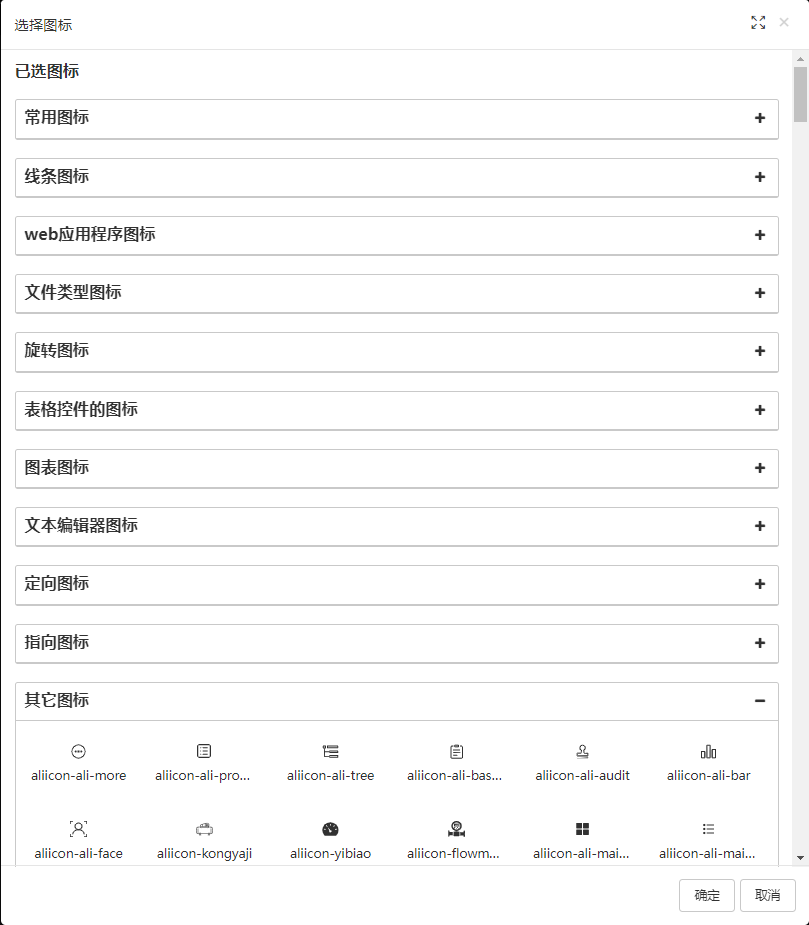 选择图标
已选图标
常用图标
线条图标
web应用程序图标
文件类型图标
旋转图标
表格控件的图标
图表图标
文本编辑器图标
定向图标
指向图标
其它图标
aliicon-ali-more aliicon-ali-pro... aliicon-ali-tree aliicon-ali-bas... aliicon-ali-audit aliicon-ali-bar
aliicon-ali-face aliicon-kongyaji aliicon-yibiao aliicon-flowm... aliicon-ali-mai... aliicon-ali-mai...
确定 取消